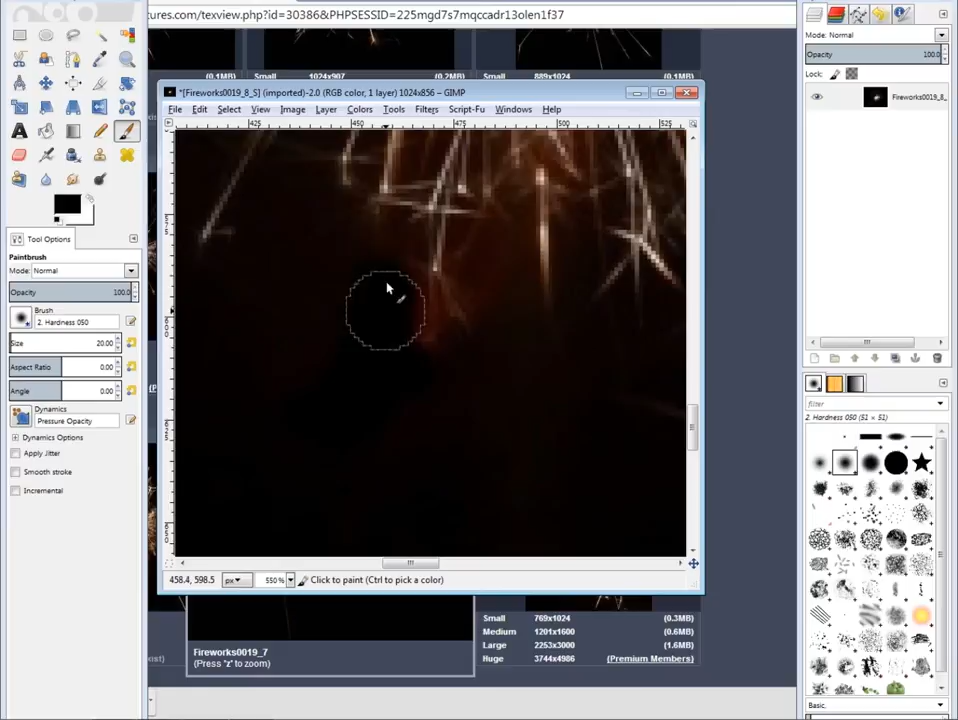 tures.com/texview.php?id=30386&PHPSESSID=225mgd7s7mqccadr13olen1f37
(0.1MB)
Small 1024x907 (0.2MB)
Small 889x1024 (0.1MB)
*[Fireworks0019_8_S] (imported)-2.0 (RGB color, 1 layer) 1024x856 – GIMP
File Edit Select View Image Layer Colors Tools Filters Script-Fu Windows Help
425 450 475 500 525
Tool Options
Paintbrush
Mode: Normal
Opacity 100.0
Brush
2. Hardness 050
Size 20.00
Aspect Ratio 0.00
Angle 0.00
Dynamics
Pressure Opacity
Dynamics Options
Apply Jitter
Smooth stroke
Incremental
458.4, 598.5 px 550% Click to paint (Ctrl to pick a color)
Mode: Normal
Opacity 100.0
Lock:
Fireworks0019_8_
filter
2. Hardness 050 (51 × 51)
Basic,
exist)
Fireworks0019_7
(Press "z" to zoom)
Small 769x1024 (0.3MB)
Medium 1201x1600 (0.6MB)
Large 2253x3000 (1.6MB)
Huge 3744x4986 (Premium Members)